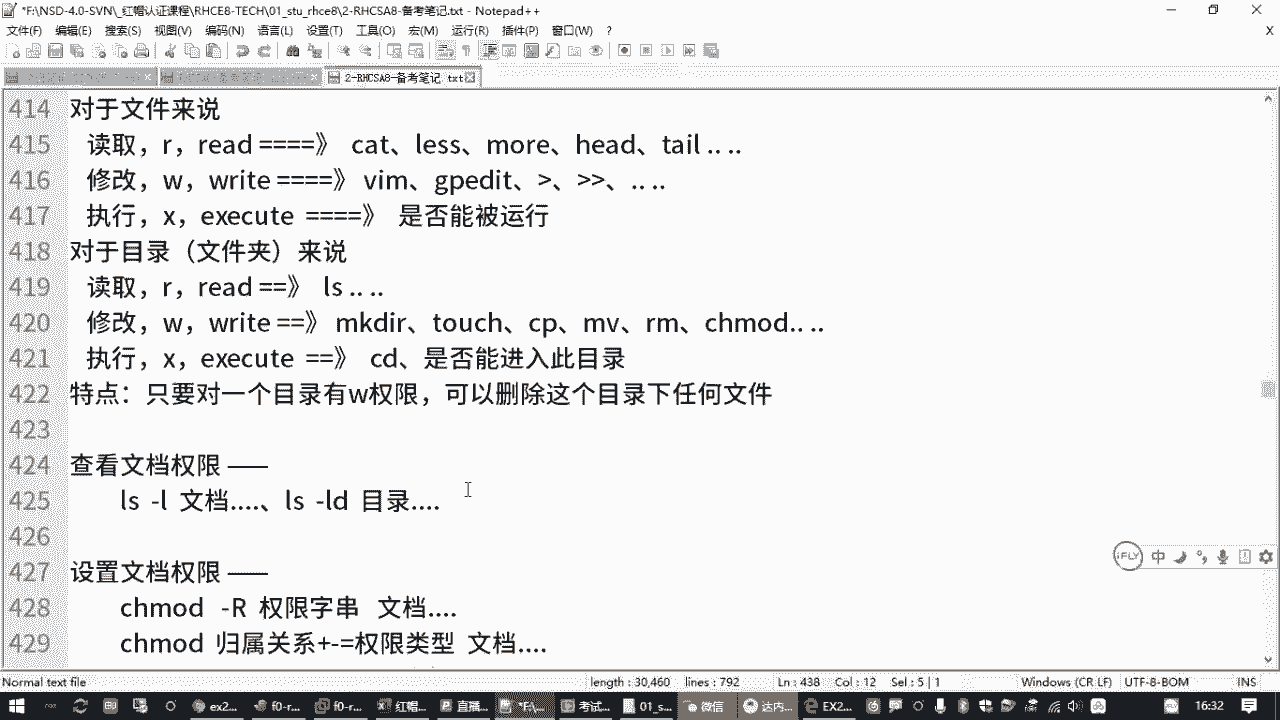 *F:\NSD-4.0-SVN\_红帽认证课程\RHCE8-TECH\01_stu_rhce8\2-RHCSA8-备考笔记.txt - Notepad++
文件(F) 编辑(E) 搜索(S) 视图(V) 编码(N) 语言(L) 设置(T) 工具(O) 宏(M) 运行(R) 插件(P) 窗口(W) ? X
2-RHCSA8-备考笔记.txt
414 对于文件来说
415 读取，r，read ====》 cat、less、more、head、tail .. ..
416 修改，w，write ====》 vim、gpedit、>、>>、.. ..
417 执行，x，execute ====》 是否能被运行
418 对于目录（文件夹）来说
419 读取，r，read ==》 ls .. ..
420 修改，w，write ==》 mkdir、touch、cp、mv、rm、chmod.. ..
421 执行，x，execute ==》 cd、是否能进入此目录
422 特点：只要对一个目录有w权限，可以删除这个目录下任何文件
423
424 查看文档权限 ——
425 ls -l 文档....、ls -ld 目录....
426
427 设置文档权限 ——
428 chmod -R 权限字串 文档....
429 chmod 归属关系+-=权限类型 文档....
iFLY 中
Normal text file length : 30,460 lines : 792 Ln : 438 Col : 12 Sel : 5 | 1 Windows (CR LF) UTF-8-BOM INS
ex2... f0-r... f0-r... 红帽... 直播... 考试... 01_s... 微信 达内... EX2... 16:32